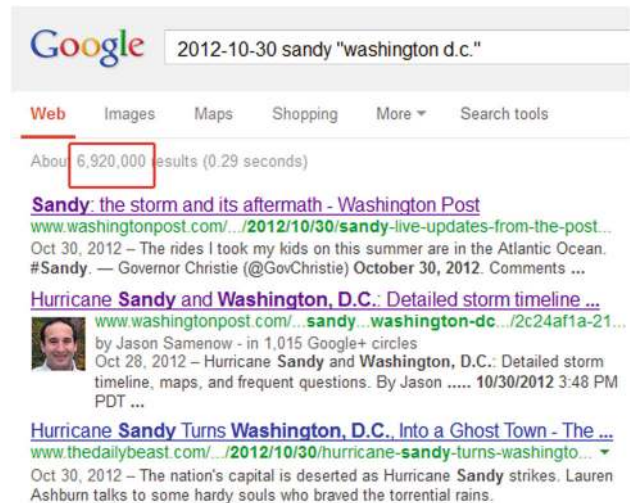 Google 2012-10-30 sandy "washington d.c."
Web Images Maps Shopping More Search tools
About 6,920,000 results (0.29 seconds)
Sandy: the storm and its aftermath - Washington Post
www.washingtonpost.com/.../2012/10/30/sandy-live-updates-from-the-post...
Oct 30, 2012 – The rides I took my kids on this summer are in the Atlantic Ocean.
#Sandy. — Governor Christie (@GovChristie) October 30, 2012. Comments ...
Hurricane Sandy and Washington, D.C.: Detailed storm timeline ...
www.washingtonpost.com/...sandy...washington-dc.../2c24af1a-21...
by Jason Samenow - in 1,015 Google+ circles
Oct 28, 2012 – Hurricane Sandy and Washington, D.C.: Detailed storm
timeline, maps, and frequent questions. By Jason ..... 10/30/2012 3:48 PM
PDT ...
Hurricane Sandy Turns Washington, D.C., Into a Ghost Town - The ...
www.thedailybeast.com/.../2012/10/30/hurricane-sandy-turns-washingto...
Oct 30, 2012 – The nation's capital is deserted as Hurricane Sandy strikes. Lauren
Ashburn talks to some hardy souls who braved the torrential rains.